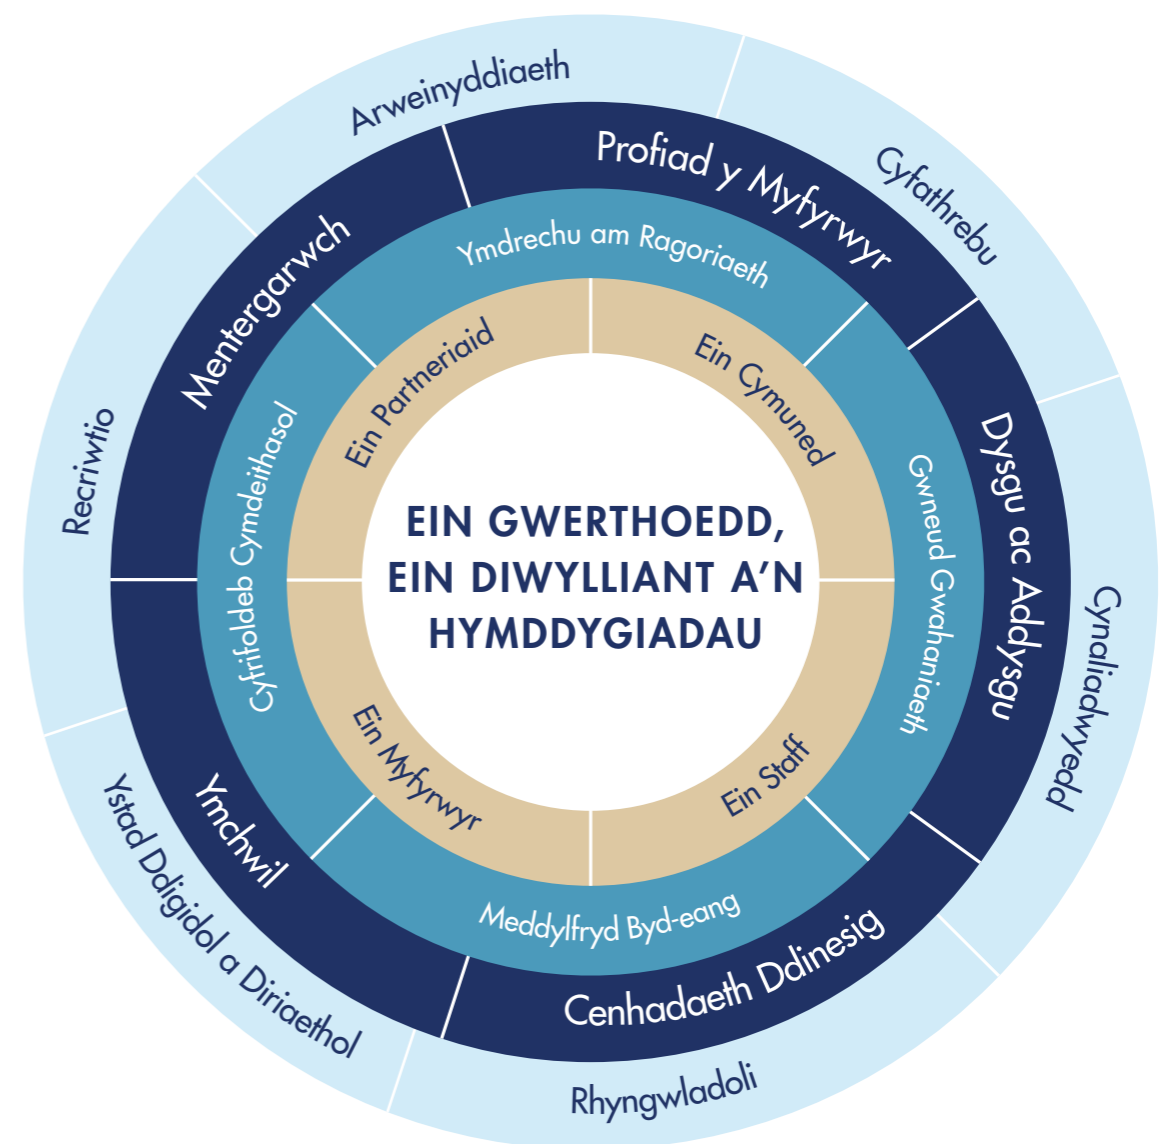 Arweinyddiaeth
Cyfathrebu
Cynaliadwyedd
Rhyngwladoli
Ystad Ddigidol a Diriaethol
Recriwtio
Profiad y Myfyrwyr
Dysgu ac Addysgu
Cenhadaeth Ddinesig
Ymchwil
Mentergarwch
Ymdrechu am Ragoriaeth
Gwneud Gwahaniaeth
Meddylfryd Byd-eang
Cyfrifoldeb Cymdeithasol
Ein Partneriaid
Ein Cymuned
Ein Staff
Ein Myfyrwyr
EIN GWERTHOEDD,
EIN DIWYLLIANT A’N
HYMDDYGIADAU